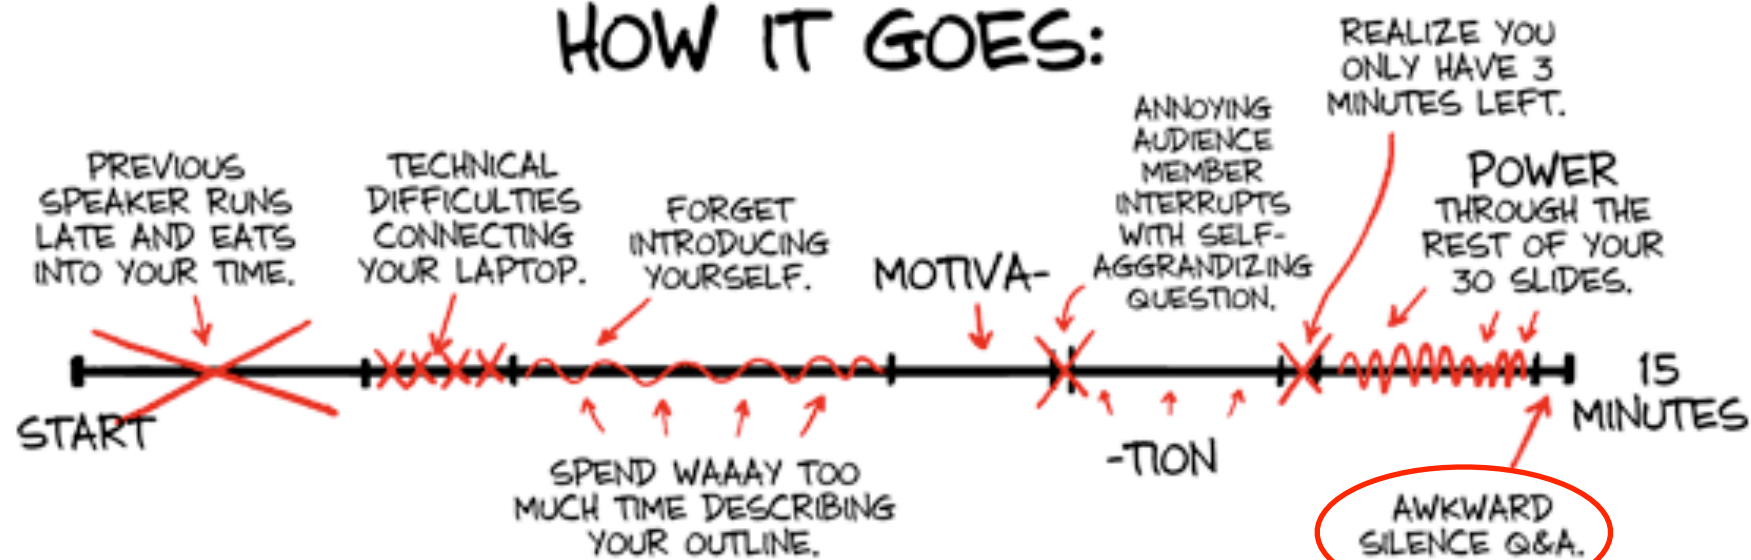 HOW IT GOES:
PREVIOUS
SPEAKER RUNS
LATE AND EATS
INTO YOUR TIME.
TECHNICAL
DIFFICULTIES
CONNECTING
YOUR LAPTOP.
FORGET
INTRODUCING
YOURSELF.
MOTIVA-
ANNOYING
AUDIENCE
MEMBER
INTERRUPTS
WITH SELF-
AGGRANDIZING
QUESTION.
REALIZE YOU
ONLY HAVE 3
MINUTES LEFT.
POWER
THROUGH THE
REST OF YOUR
30 SLIDES.
START
SPEND WAAAY TOO
MUCH TIME DESCRIBING
YOUR OUTLINE.
-TION
15
MINUTES
AWKWARD
SILENCE Q&A.